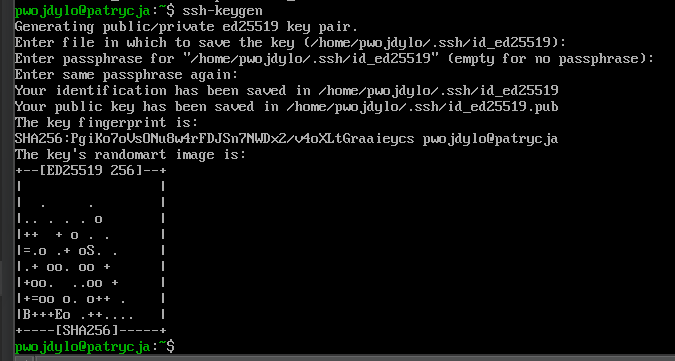 pwojdylo@patrycja:~$ ssh-keygen
Generating public/private ed25519 key pair.
Enter file in which to save the key (/home/pwojdylo/.ssh/id_ed25519):
Enter passphrase for "/home/pwojdylo/.ssh/id_ed25519" (empty for no passphrase):
Enter same passphrase again:
Your identification has been saved in /home/pwojdylo/.ssh/id_ed25519
Your public key has been saved in /home/pwojdylo/.ssh/id_ed25519.pub
The key fingerprint is:
SHA256:PgiKo7oVsONu8w4rFDJSn7NWDx2/v4oXLtGraaieycs pwojdylo@patrycja
The key's randomart image is:
+--[ED25519 256]--+
|                 |
|  .     .        |
|.. . . . o       |
|++  + o . .      |
|=.o .+ oS. .     |
|.+ oo. oo +      |
|+oo.  ..oo +     |
|+=oo o. o++ .    |
|B+++Eo .++....   |
+----[SHA256]-----+
pwojdylo@patrycja:~$